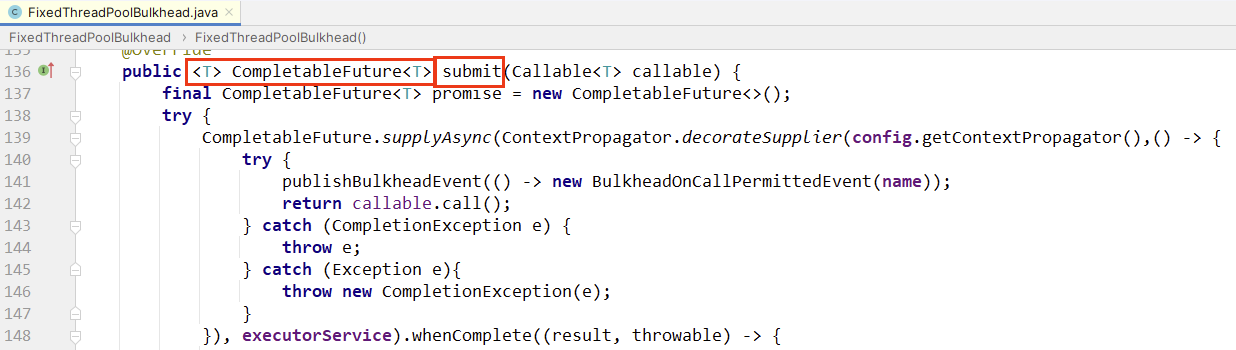 FixedThreadPoolBulkhead.java
FixedThreadPoolBulkhead > FixedThreadPoolBulkhead()
135 @Override
136 public <T> CompletableFuture<T> submit(Callable<T> callable) {
137 final CompletableFuture<T> promise = new CompletableFuture<>();
138 try {
139 CompletableFuture.supplyAsync(ContextPropagator.decorateSupplier(config.getContextPropagator(),() -> {
140 try {
141 publishBulkheadEvent(() -> new BulkheadOnCallPermittedEvent(name));
142 return callable.call();
143 } catch (CompletionException e) {
144 throw e;
145 } catch (Exception e){
146 throw new CompletionException(e);
147 }
148 }), executorService).whenComplete((result, throwable) -> {